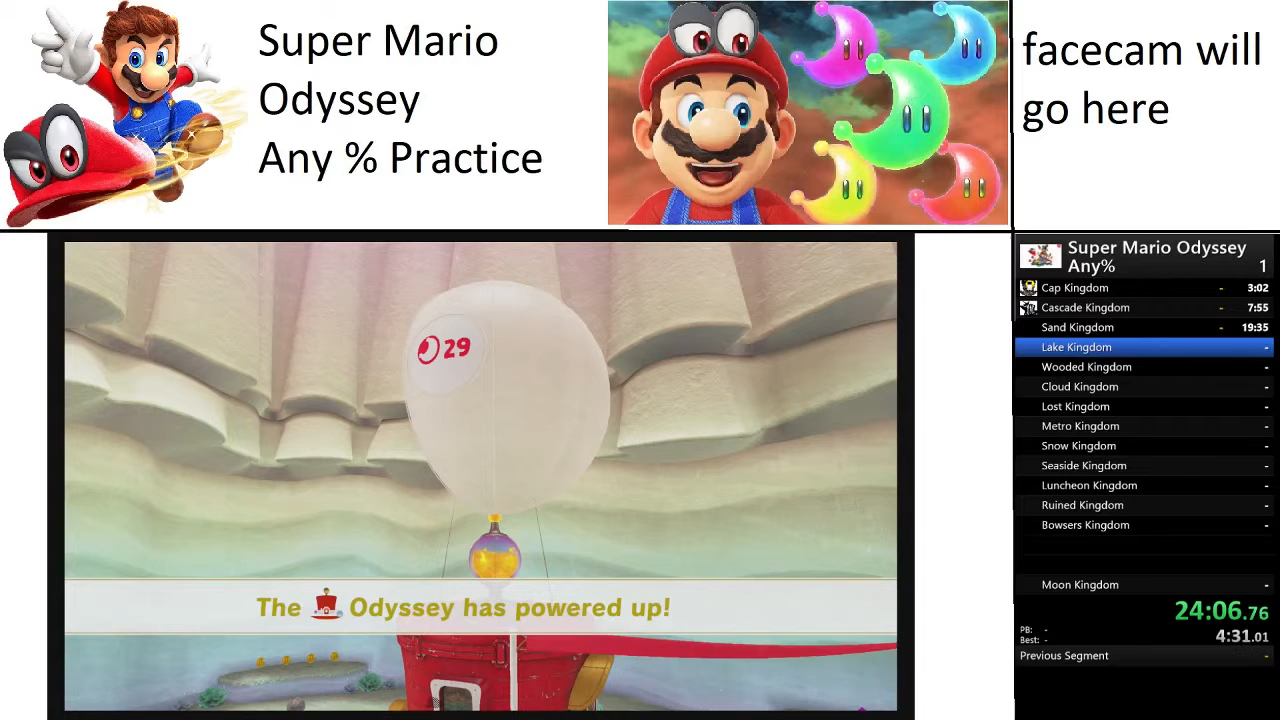 Super Mario
Odyssey
Any % Practice
facecam will
go here
29
The Odyssey has powered up!
Super Mario Odyssey
Any% 1
Cap Kingdom - 3:02
Cascade Kingdom - 7:55
Sand Kingdom - 19:35
Lake Kingdom -
Wooded Kingdom -
Cloud Kingdom -
Lost Kingdom -
Metro Kingdom -
Snow Kingdom -
Seaside Kingdom -
Luncheon Kingdom -
Ruined Kingdom -
Bowsers Kingdom -
Moon Kingdom -
24:06.76
PB: -
Best: - 4:31.01
Previous Segment -